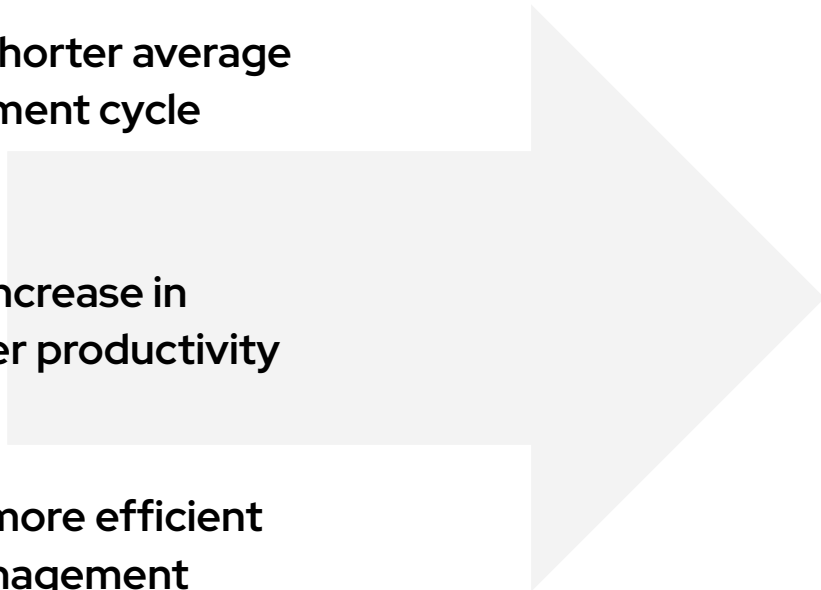 horter average
ment cycle
ncrease in
er productivity
more efficient
nagement